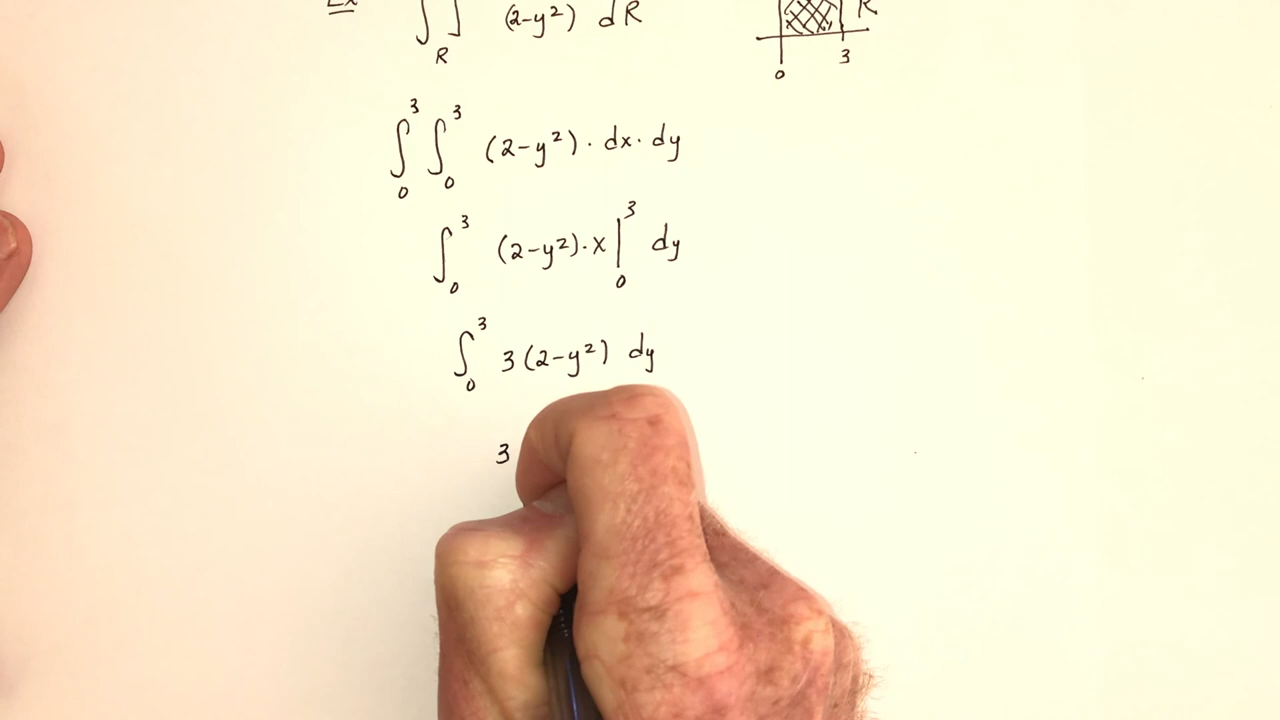 Ex ∫∫R (2-y²) dR R
0 3
∫₀³ ∫₀³ (2-y²) · dx · dy
∫₀³ (2-y²) · x |₀³ dy
∫₀³ 3 (2-y²) dy
3